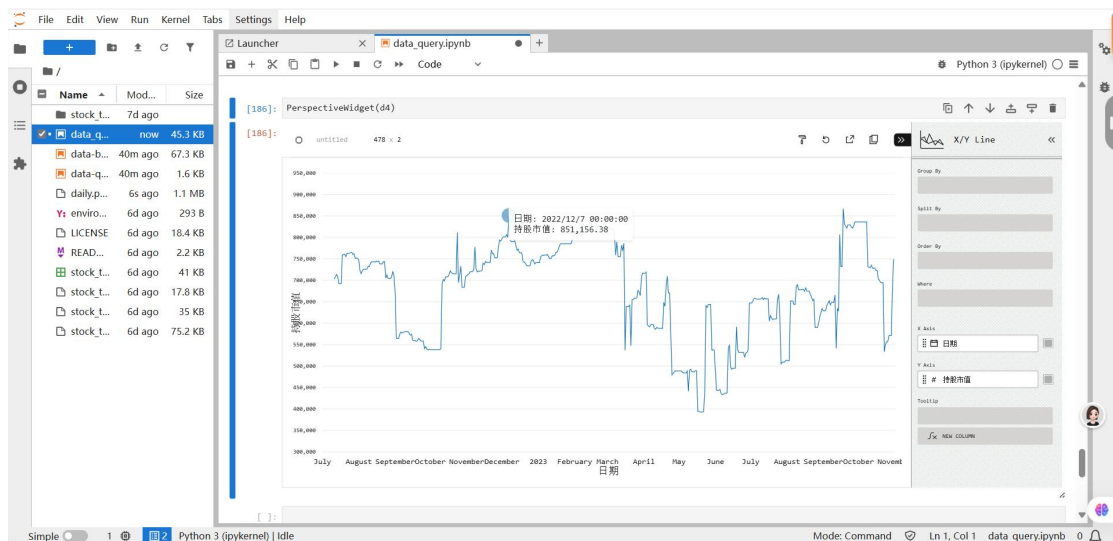 File Edit View Run Kernel Tabs Settings Help
Launcher
data_query.ipynb
Code
Python 3 (ipykernel)
/
Name Mod... Size
stock_t... 7d ago
data_q... now 45.3 KB
data-b... 40m ago 67.3 KB
data-q... 40m ago 1.6 KB
daily.p... 6s ago 1.1 MB
Y: enviro... 6d ago 293 B
LICENSE 6d ago 18.4 KB
READ... 6d ago 2.2 KB
stock_t... 6d ago 41 KB
stock_t... 6d ago 17.8 KB
stock_t... 6d ago 35 KB
stock_t... 6d ago 75.2 KB
[186]: PerspectiveWidget(d4)
[186]:
untitled 478 × 2
950,000
900,000
850,000
800,000
750,000
700,000
650,000
600,000
550,000
500,000
450,000
400,000
350,000
300,000
持股市值
日期: 2022/12/7 00:00:00
持股市值: 851,156.38
July August September October November December 2023 February March April May June July August September October Novemb
日期
X/Y Line
Group By
Split By
Order By
Where
X Axis
日期
Y Axis
# 持股市值
Tooltip
NEW COLUMN
[ ]:
Simple 1 2 Python 3 (ipykernel) | Idle Mode: Command Ln 1, Col 1 data_query.ipynb 0